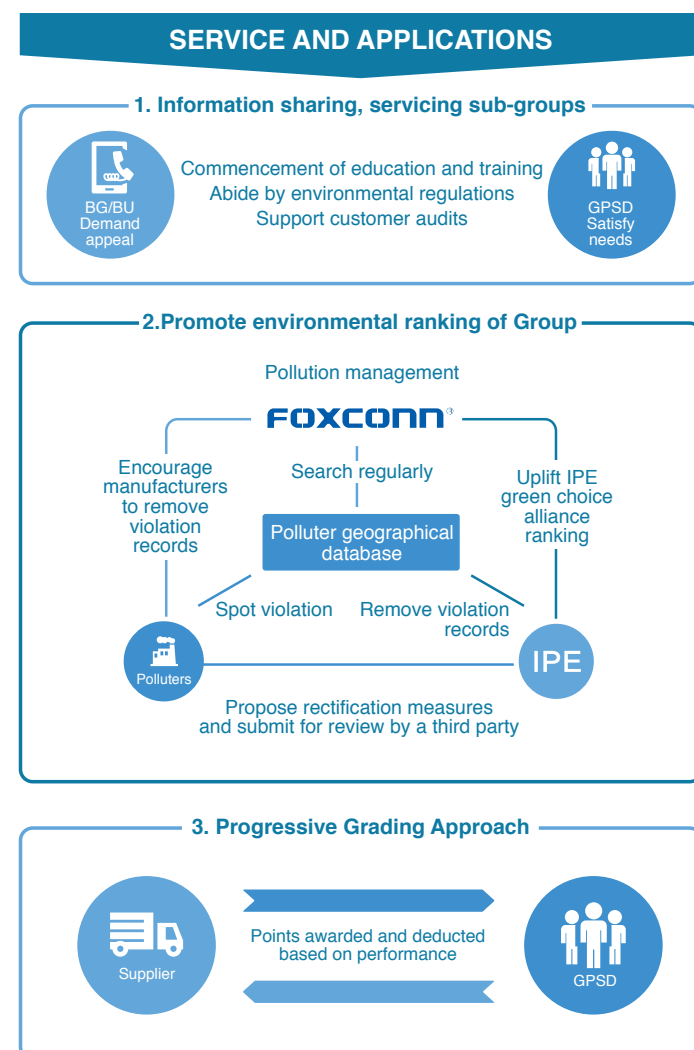 SERVICE AND APPLICATIONS
1. Information sharing, servicing sub-groups
BG/BU
Demand
appeal
Commencement of education and training
Abide by environmental regulations
Support customer audits
GPSD
Satisfy
needs
2.Promote environmental ranking of Group
Pollution management
FOXCONN®
Encourage
manufacturers
to remove
violation
records
Search regularly
Uplift IPE
green choice
alliance
ranking
Polluter geographical
database
Spot violation
Remove violation
records
Polluters
IPE
Propose rectification measures
and submit for review by a third party
3. Progressive Grading Approach
Supplier
Points awarded and deducted
based on performance
GPSD